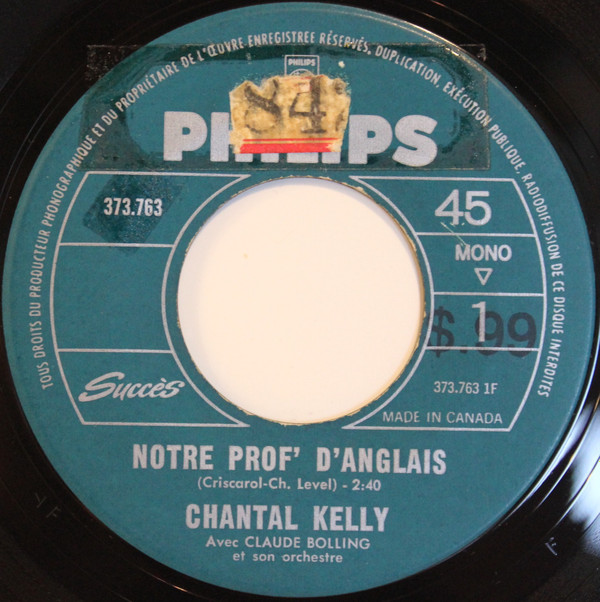 TOUS DROITS DU PRODUCTEUR PHONOGRAPHIQUE ET DU PROPRIÉTAIRE DE L'ŒUVRE ENREGISTREE RÉSERVÉS, DUPLICATION, EXÉCUTION PUBLIQUE, RADIODIFFUSION DE CE DISQUE INTERDITES
PHILIPS
PHILIPS
373.763
45
MONO
1
$.99
373.763 1F
Succès
MADE IN CANADA
NOTRE PROF' D'ANGLAIS
(Criscarol-Ch. Level) - 2:40
CHANTAL KELLY
Avec CLAUDE BOLLING
et son orchestre